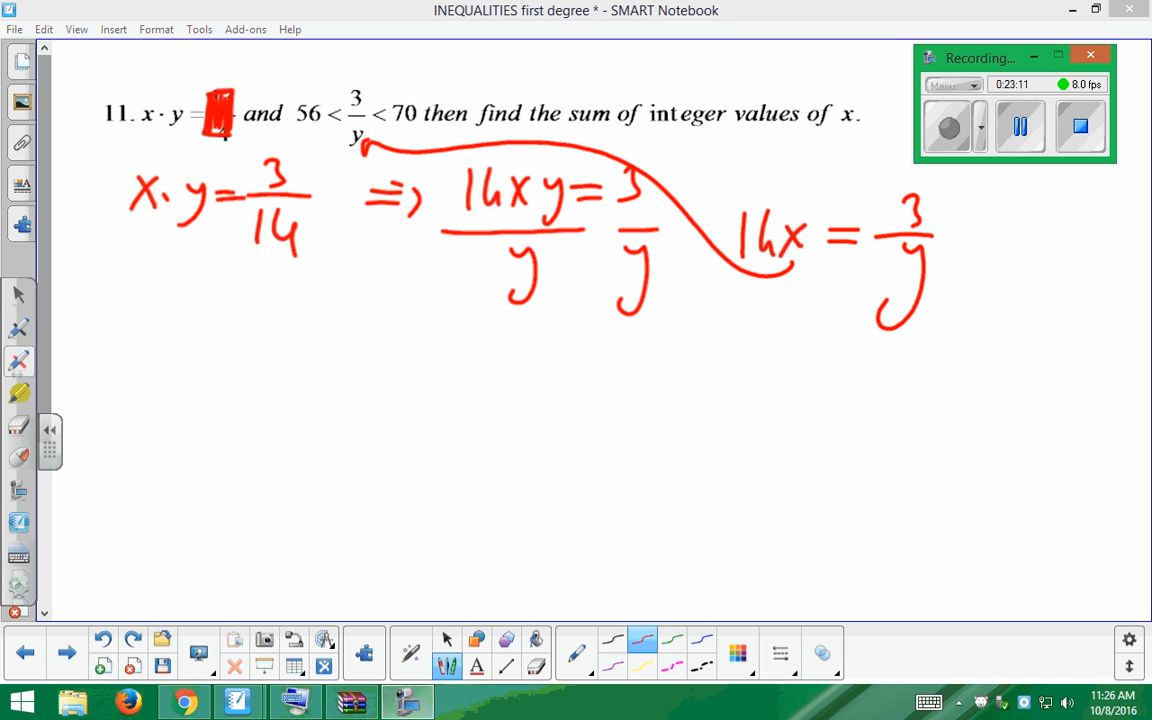 INEQUALITIES first degree * - SMART Notebook
File Edit View Insert Format Tools Add-ons Help
Recording...
Menu 0:23:11 8.0 fps
11. x · y = and 56 < 3/y < 70 then find the sum of integer values of x.
x · y = 3/14 => 14xy/y = 3/y
14x = 3/y
11:26 AM
10/8/2016